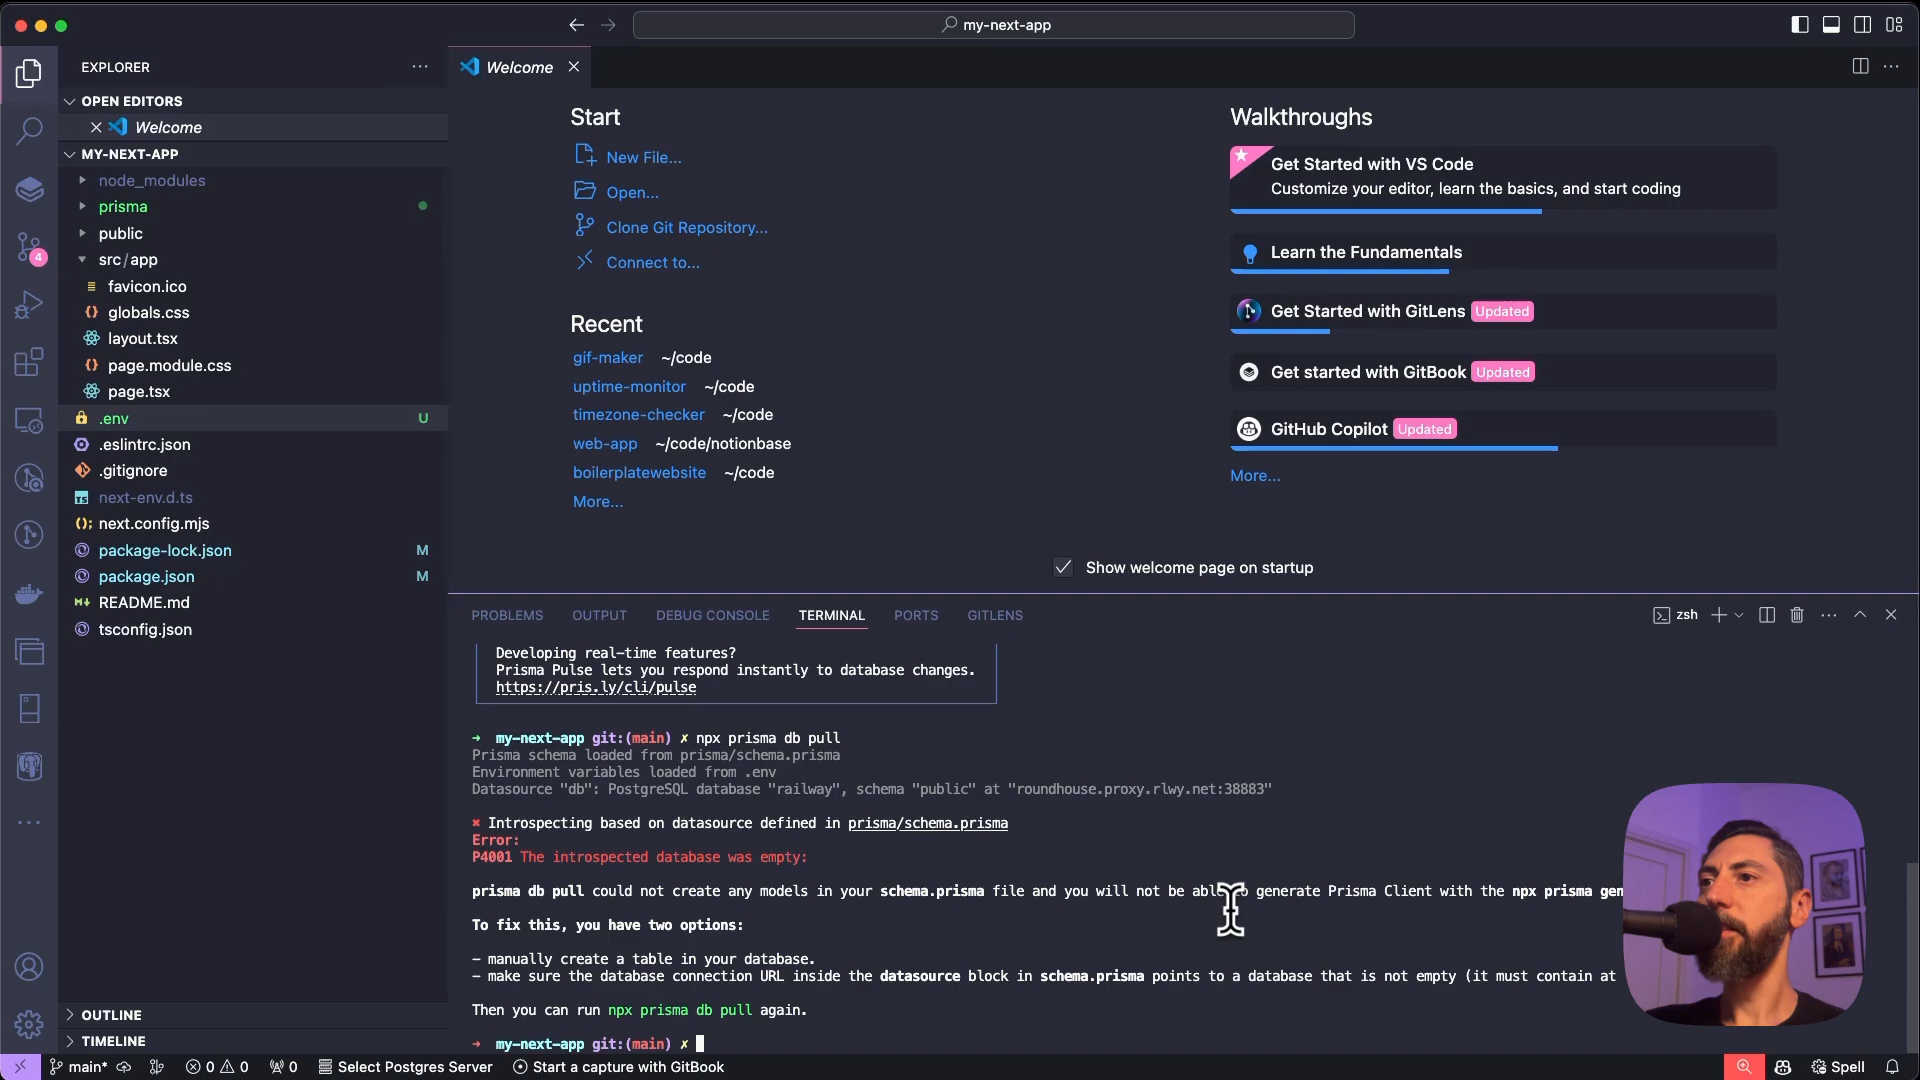 my-next-app
EXPLORER
OPEN EDITORS
Welcome
MY-NEXT-APP
node_modules
prisma
public
src/app
favicon.ico
globals.css
layout.tsx
page.module.css
page.tsx
.env U
.eslintrc.json
.gitignore
next-env.d.ts
next.config.mjs
package-lock.json M
package.json M
README.md
tsconfig.json
OUTLINE
TIMELINE
4
Welcome
Start
New File...
Open...
Clone Git Repository...
Connect to...
Recent
gif-maker ~/code
uptime-monitor ~/code
timezone-checker ~/code
web-app ~/code/notionbase
boilerplatewebsite ~/code
More...
Walkthroughs
Get Started with VS Code
Customize your editor, learn the basics, and start coding
Learn the Fundamentals
Get Started with GitLens Updated
Get started with GitBook Updated
GitHub Copilot Updated
More...
Show welcome page on startup
PROBLEMS OUTPUT DEBUG CONSOLE TERMINAL PORTS GITLENS zsh
Developing real-time features?
Prisma Pulse lets you respond instantly to database changes.
https://pris.ly/cli/pulse
→ my-next-app git:(main) ✗ npx prisma db pull
Prisma schema loaded from prisma/schema.prisma
Environment variables loaded from .env
Datasource "db": PostgreSQL database "railway", schema "public" at "roundhouse.proxy.rlwy.net:38883"
✖ Introspecting based on datasource defined in prisma/schema.prisma
Error:
P4001 The introspected database was empty:
prisma db pull could not create any models in your schema.prisma file and you will not be able to generate Prisma Client with the npx prisma gen
To fix this, you have two options:
- manually create a table in your database.
- make sure the database connection URL inside the datasource block in schema.prisma points to a database that is not empty (it must contain at
Then you can run npx prisma db pull again.
→ my-next-app git:(main) ✗
main* 0 0 0 Select Postgres Server Start a capture with GitBook Spell